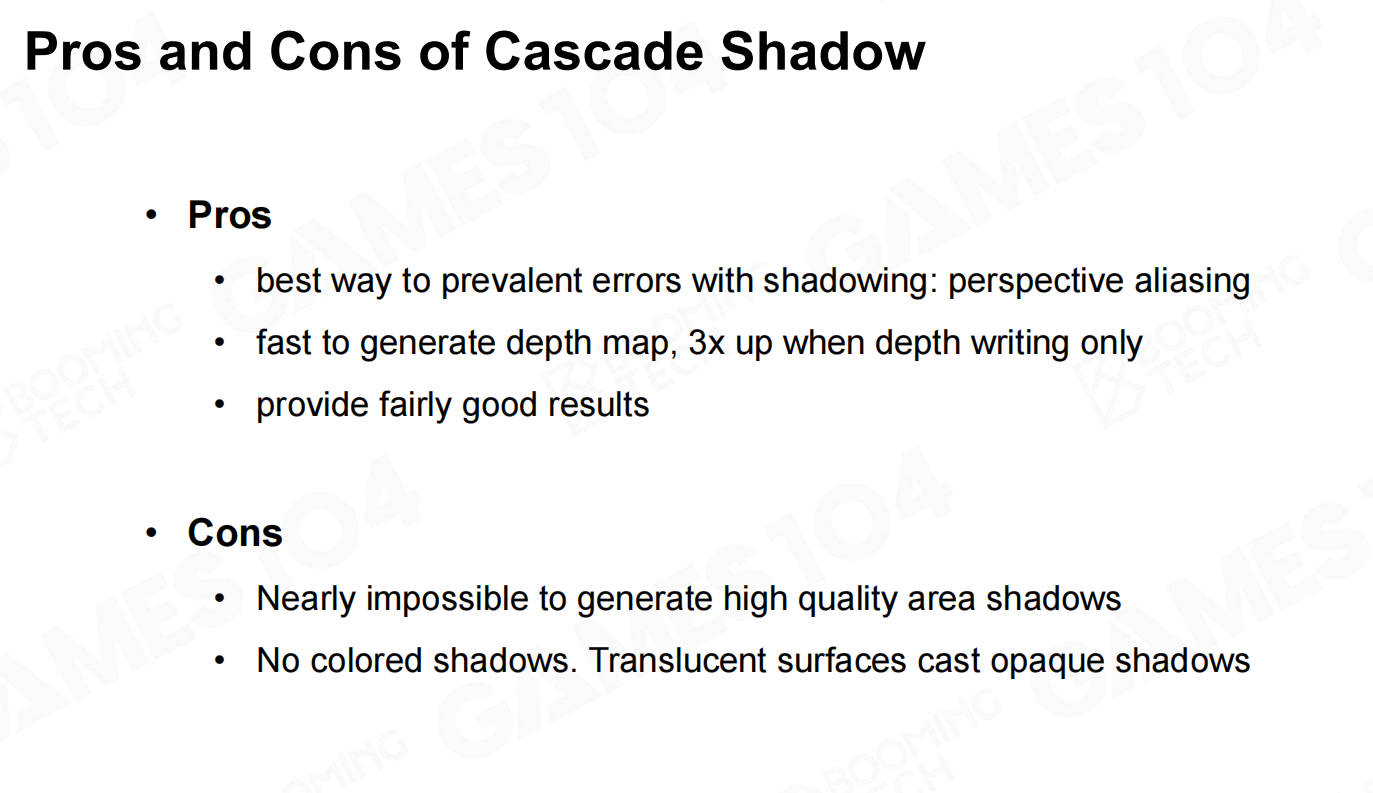 Pros and Cons of Cascade Shadow
• Pros
• best way to prevalent errors with shadowing: perspective aliasing
• fast to generate depth map, 3x up when depth writing only
• provide fairly good results
• Cons
• Nearly impossible to generate high quality area shadows
• No colored shadows. Translucent surfaces cast opaque shadows
GAMES104
BOOMING
TECH